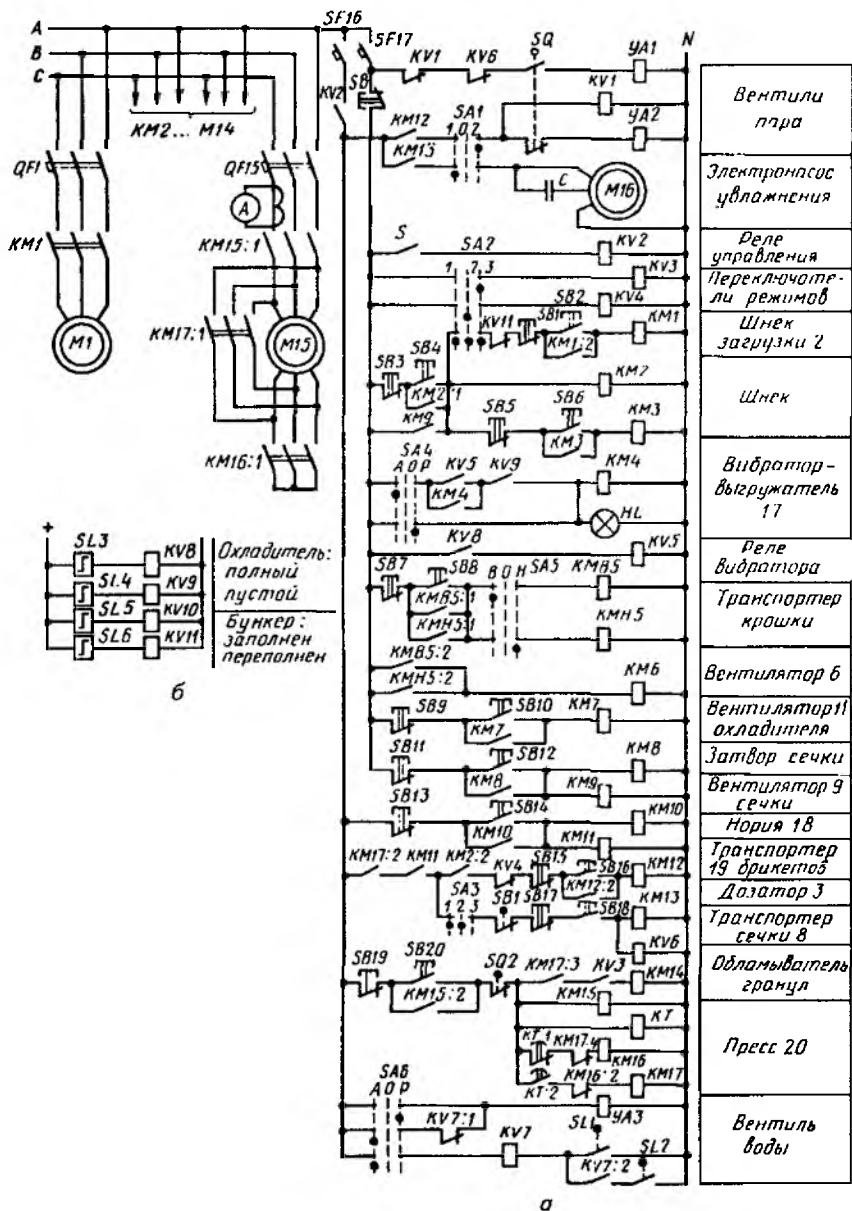 A
B
C
SF16
SF17
KV1
KV6
SQ
YA1
N
SB
KV1
KV2
KM2... M14
KM12
SA1
1 0 2
YA2
Вентили пара
KM13
QF1
QF15
C
M16
Электронасос
увлажнения
A
KM1
KM15:1
S
SA2
KV2
Реле
управления
1 2 3
KV3
Переключате-
ли режимов
SB2
KV4
KV11
SB1
KM1
M1
KM17:1
M15
KM1:2
Шнек
загрузки 2
SB3
SB4
KM2:1
KM2
Шнек
KM9
SB5
SB6
KM3
KM3
KM16:1
SA4
A O P
KV5
KV9
KM4
KM4
Вибратор-
выгружатель
17
HL
KV8
KV5
Реле
вибратора
+
SL3
KV8
Охладитель:
полный
SL4
KV9
пустой
SL5
KV10
Бункер:
заполнен
SL6
KV11
переполнен
б
SB7
SB8
B O H
SA5
KMB5
KMB5:1
KMH5:1
KMH5
Транспортер
крошки
KMB5:2
KMH5:2
KM6
Вентилятор 6
SB9
SB10
KM7
KM7
Вентилятор 11
охладителя
SB11
SB12
KM8
Затвор сечки
KM8
KM9
Вентилятор 9
сечки
SB13
SB14
KM10
Нория 18
KM10
KM11
Транспортер
19 брикетов
KM17:2
KM11
KM2:2
KV4
SB15
SB16
KM12
KM12:2
Дозатор 3
SA3
1 2 3
SB1
SB17
SB18
KM13
Транспортер
сечки 8
KV6
SB19
SB20
SQ2
KM17:3
KV3
KM14
Обламыватель
гранул
KM15:2
KM15
KT
Пресс 20
KT:1
KM17:4
KM16
KT:2
KM16:2
KM17
SA6
A O P
YA3
Вентиль
воды
KV7:1
SL1
KV7
SL2
KV7:2
а